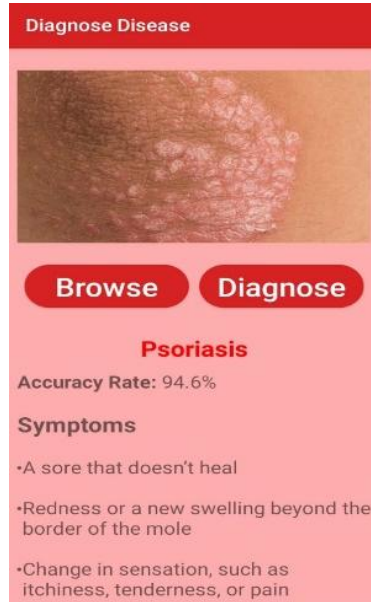 Diagnose Disease
Browse
Diagnose
Psoriasis
Accuracy Rate: 94.6%
Symptoms
•A sore that doesn't heal
•Redness or a new swelling beyond the
border of the mole
•Change in sensation, such as
itchiness, tenderness, or pain